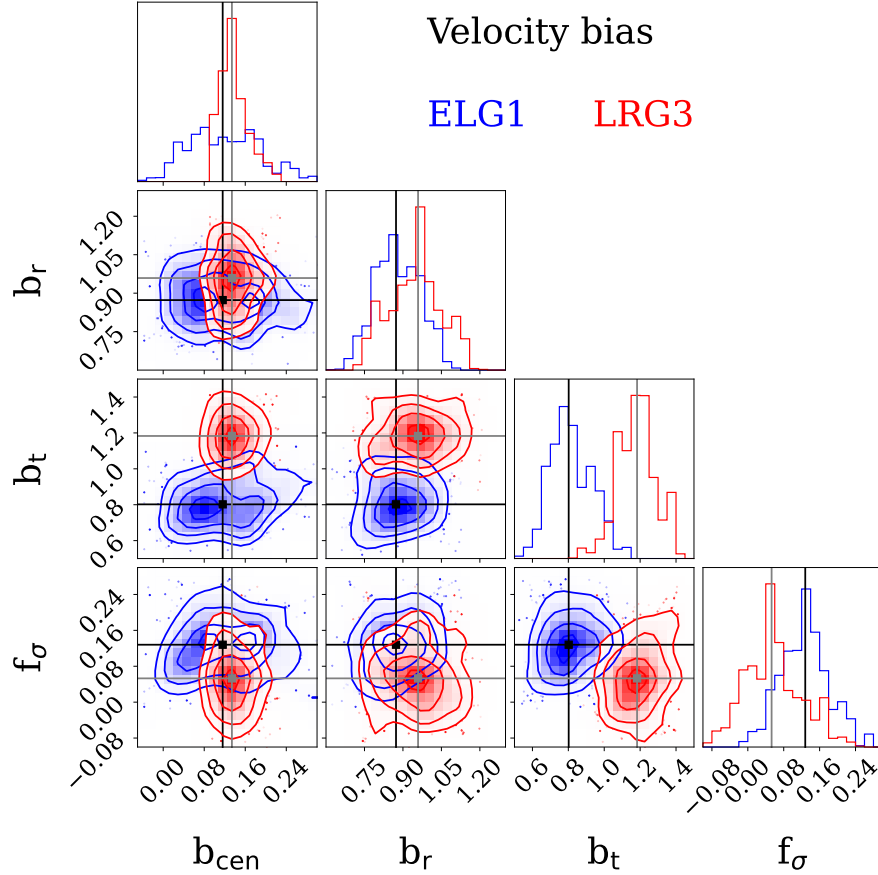 Velocity bias
ELG1 LRG3
b_r
1.20
1.05
0.90
0.75
b_t
1.4
1.2
1.0
0.8
0.6
f_σ
0.24
0.16
0.08
0.00
−0.08
0.00 0.08 0.16 0.24
0.75 0.90 1.05 1.20
0.6 0.8 1.0 1.2 1.4
−0.08 −0.00 0.08 0.16 0.24
b_cen b_r b_t f_σ